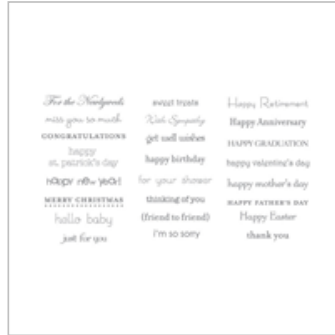 For the Newlyweds
miss you so much
CONGRATULATIONS
happy
st. patrick's day
happy new year!
MERRY CHRISTMAS
hello baby
just for you
sweet treats
With Sympathy
get well wishes
happy birthday
for your shower
thinking of you
(friend to friend)
i'm so sorry
Happy Retirement
Happy Anniversary
HAPPY GRADUATION
happy valentine's day
happy mother's day
HAPPY FATHER'S DAY
Happy Easter
thank you